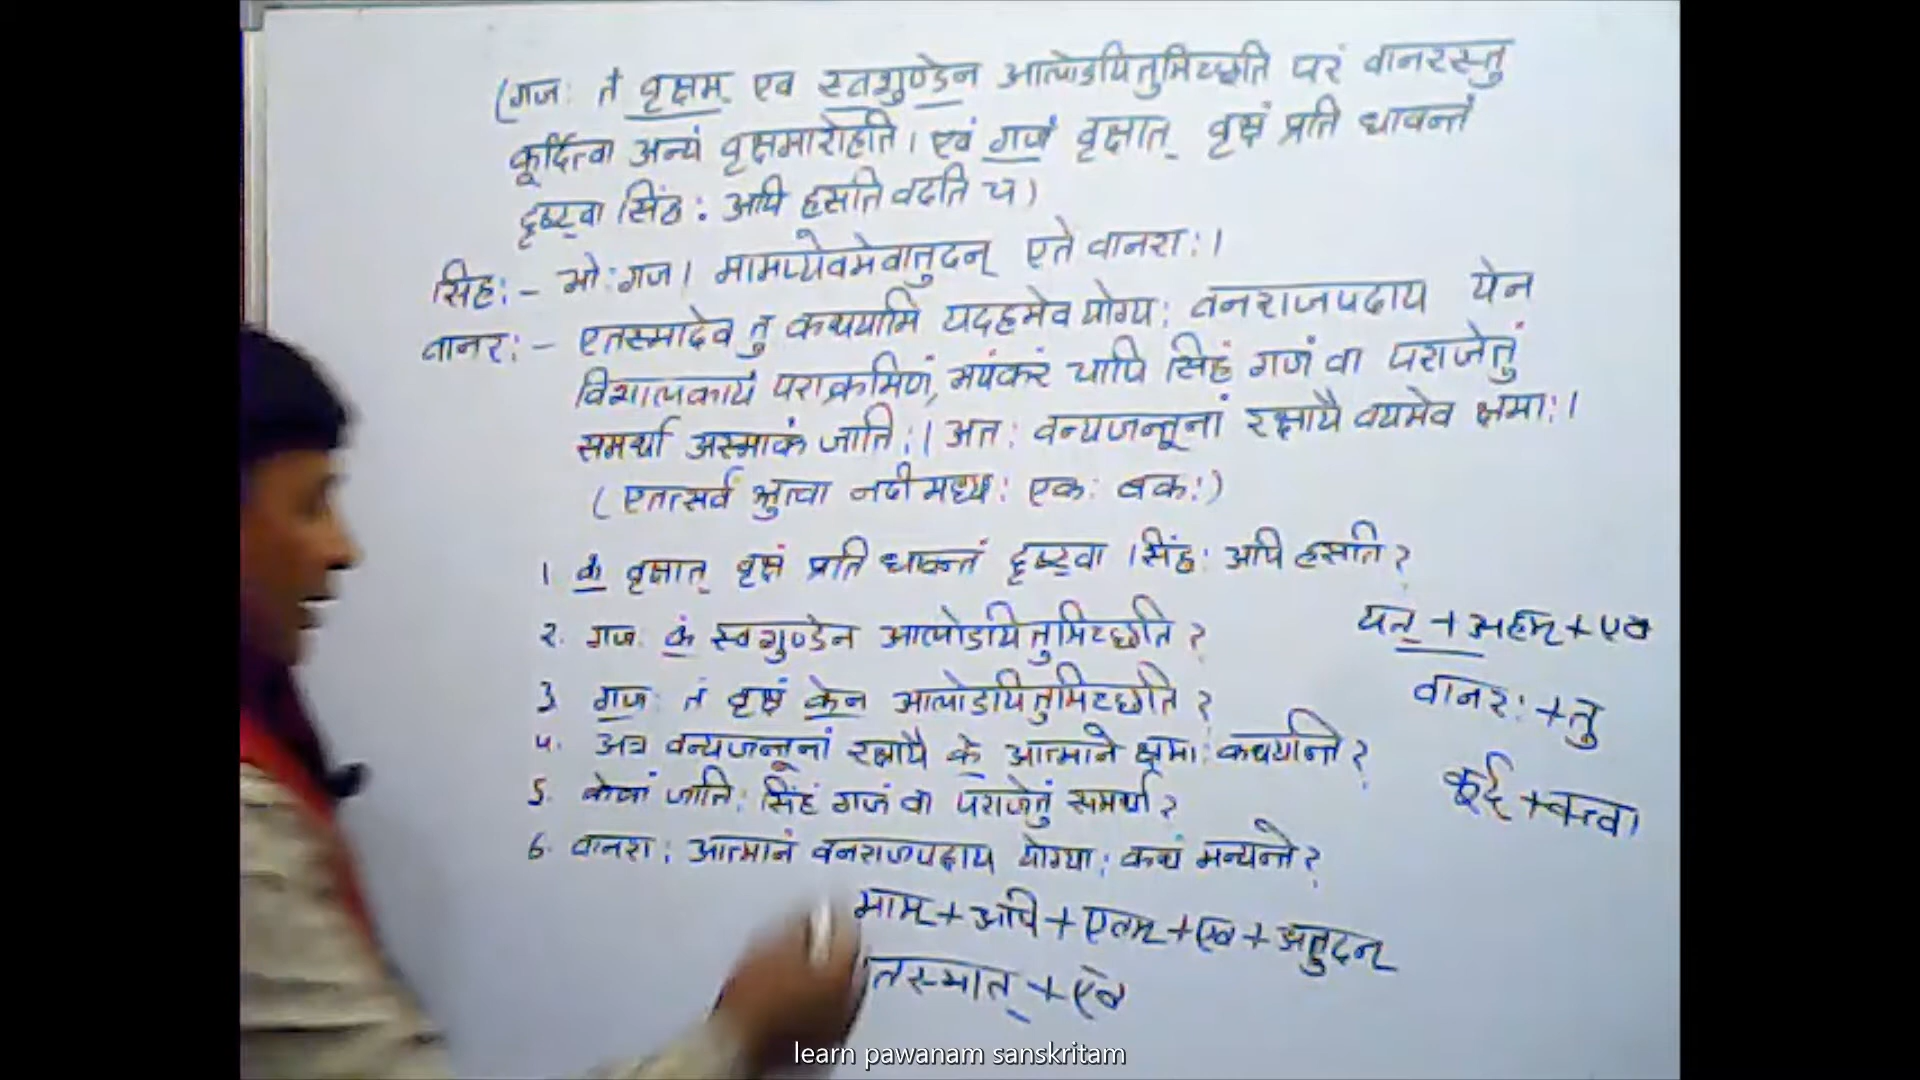 (गजः तं वृक्षम् एव स्वशुण्डेन आलोडयितुमिच्छति परं वानरस्तु
कूर्दित्वा अन्यं वृक्षमारोहति। एवं गजं वृक्षात् वृक्षं प्रति धावन्तं
दृष्ट्वा सिंहः अपि हसति वदति च)
सिंहः - भोः गज। मामप्येवमेवातुदन् एते वानराः।
वानरः - एतस्मादेव तु कथयामि यदहमेव योग्यः वनराजपदाय येन
विशालकायं पराक्रमिणं, भयंकरं चापि सिंहं गजं वा पराजेतुं
समर्था अस्माकं जातिः। अतः वन्यजन्तूनां रक्षायै वयमेव क्षमाः।
(एतत्सर्वं श्रुत्वा नदीमध्यः एकः बकः)
1 कं वृक्षात् वृक्षं प्रति धावन्तं दृष्ट्वा सिंहः अपि हसति?
२. गजः कं स्वशुण्डेन आलोडयितुमिच्छति?
3 गजः तं वृक्षं केन आलोडयितुमिच्छति?
४. अत्र वन्यजन्तूनां रक्षायै के आत्मानं क्षमाः कथयन्ति?
5. केषां जातिः सिंहं गजं वा पराजेतुं समर्था?
6. वानराः आत्मानं वनराजपदाय योग्याः कथं मन्यन्ते?
यत् + अहम् + एव
वानरः + तु
कूर्द + क्त्वा
माम् + अपि + एवम् + एव + अतुदन्
तस्मात् + एव
learn pawanam sanskritam